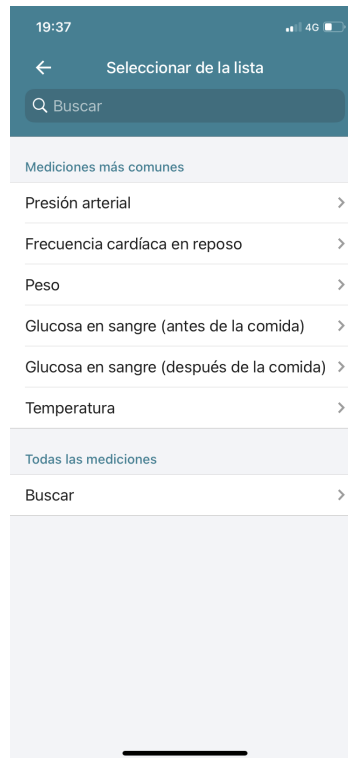 19:37
4G
Seleccionar de la lista
Buscar
Mediciones más comunes
Presión arterial
Frecuencia cardíaca en reposo
Peso
Glucosa en sangre (antes de la comida)
Glucosa en sangre (después de la comida)
Temperatura
Todas las mediciones
Buscar